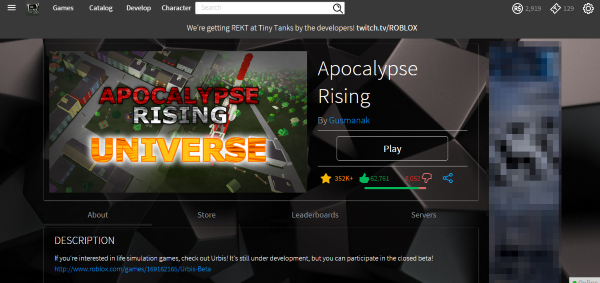 Games Catalog Develop Character Search 2,919 129
We're getting REKT at Tiny Tanks by the developers! twitch.tv/ROBLOX
APOCALYPSE
RISING
UNIVERSE
Apocalypse
Rising
By Gusmanak
Play
352K+ 62,761 8,052
About Store Leaderboards Servers
DESCRIPTION
If you're interested in life simulation games, check out Urbis! It's still under development, but you can participate in the closed beta!
http://www.roblox.com/games/169162165/Urbis-Beta